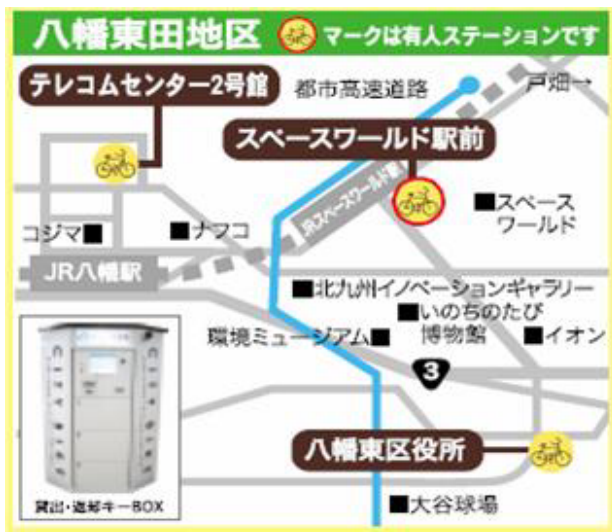 八幡東田地区 マークは有人ステーションです
テレコムセンター2号館
都市高速道路
戸畑→
スペースワールド駅前
JRスペースワールド駅
■スペース
ワールド
コジマ■
■ナフコ
JR八幡駅
■北九州イノベーションギャラリー
■いのちのたび
博物館
環境ミュージアム■
■イオン
3
八幡東区役所
貸出・返却キーBOX
■大谷球場